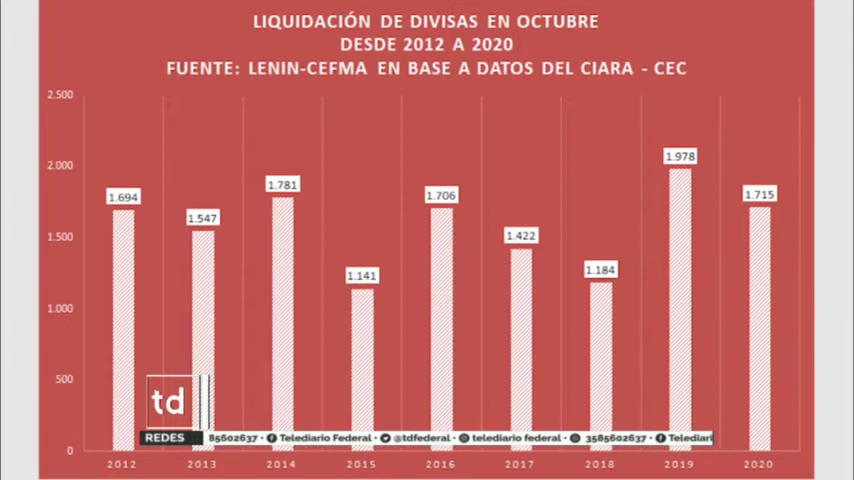 LIQUIDACIÓN DE DIVISAS EN OCTUBRE
DESDE 2012 A 2020
FUENTE: LENIN-CEFMA EN BASE A DATOS DEL CIARA - CEC
2.500
2.000
1.500
1.000
500
0
1.694
1.547
1.781
1.141
1.706
1.422
1.184
1.978
1.715
td
REDES 85602637 • Telediario Federal • @tdfederal • telediario federal • 3585602637 • Telediari
2012 2013 2014 2015 2016 2017 2018 2019 2020